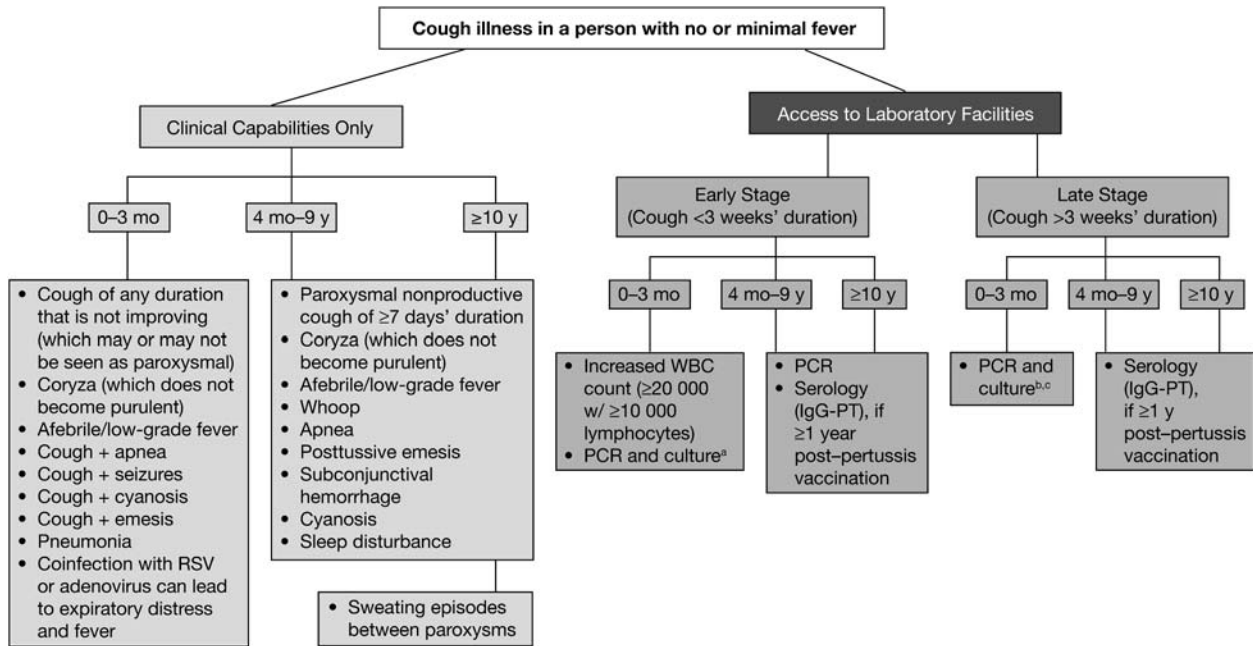 Cough illness in a person with no or minimal fever
Clinical Capabilities Only
0–3 mo
4 mo–9 y
≥10 y
• Cough of any duration
that is not improving
(which may or may not
be seen as paroxysmal)
• Coryza (which does not
become purulent)
• Afebrile/low-grade fever
• Cough + apnea
• Cough + seizures
• Cough + cyanosis
• Cough + emesis
• Pneumonia
• Coinfection with RSV
or adenovirus can lead
to expiratory distress
and fever
• Paroxysmal nonproductive
cough of ≥7 days’ duration
• Coryza (which does not
become purulent)
• Afebrile/low-grade fever
• Whoop
• Apnea
• Posttussive emesis
• Subconjunctival
hemorrhage
• Cyanosis
• Sleep disturbance
• Sweating episodes
between paroxysms
Access to Laboratory Facilities
Early Stage
(Cough <3 weeks’ duration)
0–3 mo
4 mo–9 y
≥10 y
• Increased WBC
count (≥20 000
w/ ≥10 000
lymphocytes)
• PCR and cultureᵃ
• PCR
• Serology
(IgG-PT), if
≥1 year
post–pertussis
vaccination
Late Stage
(Cough >3 weeks’ duration)
0–3 mo
4 mo–9 y
≥10 y
• PCR and
cultureᵇ,ᶜ
• Serology
(IgG-PT),
if ≥1 y
post–pertussis
vaccination